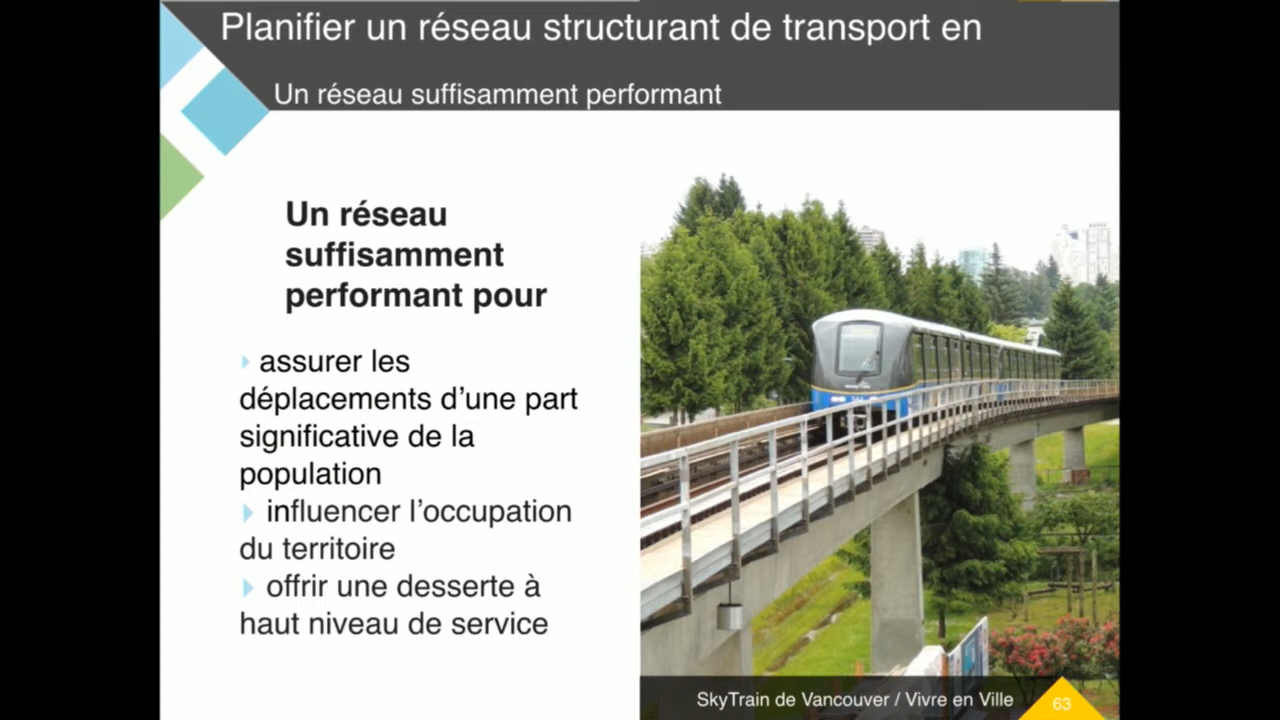 Planifier un réseau structurant de transport en
Un réseau suffisamment performant
Un réseau
suffisamment
performant pour
assurer les
déplacements d’une part
significative de la
population
influencer l’occupation
du territoire
offrir une desserte à
haut niveau de service
SkyTrain de Vancouver / Vivre en Ville
63